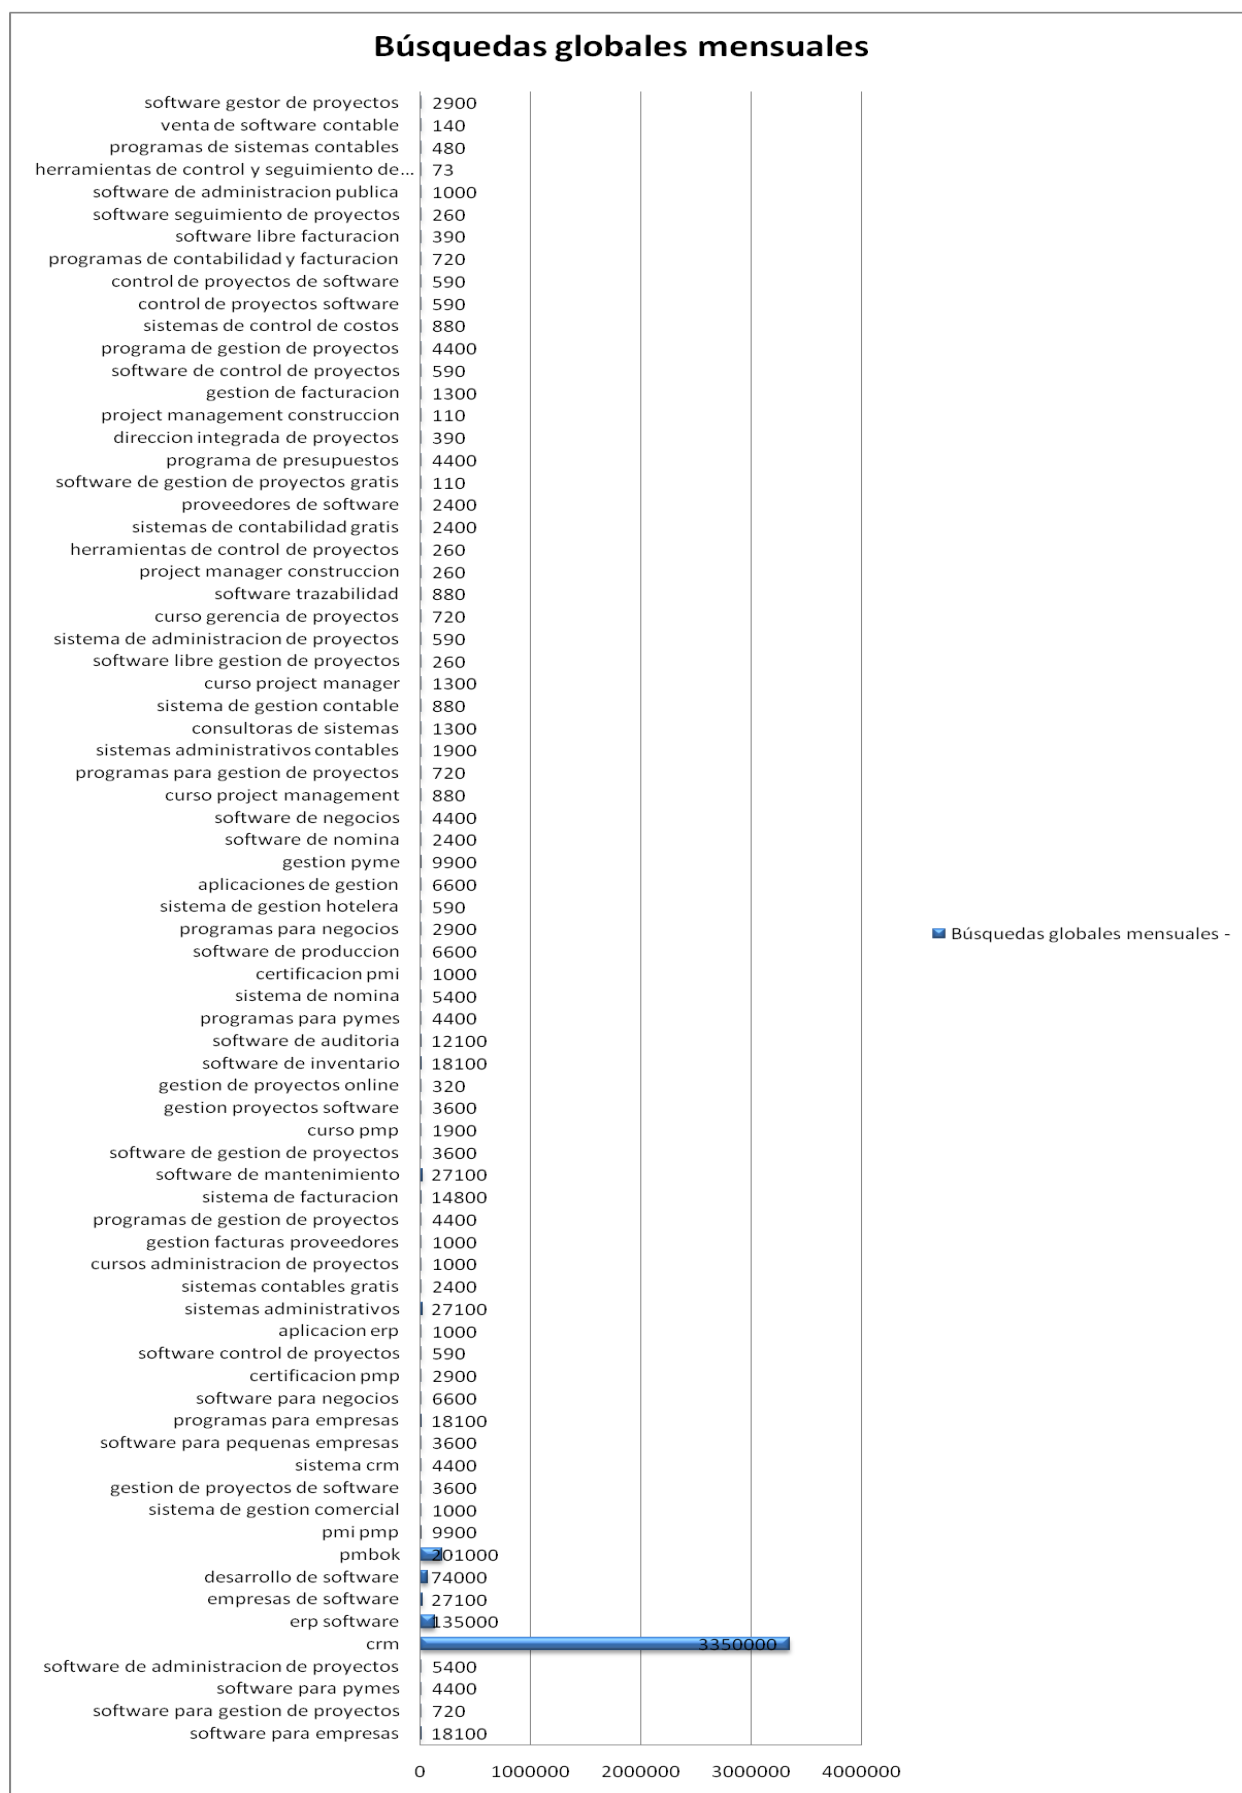 Búsquedas globales mensuales
software gestor de proyectos 2900
venta de software contable 140
programas de sistemas contables 480
herramientas de control y seguimiento de... 73
software de administracion publica 1000
software seguimiento de proyectos 260
software libre facturacion 390
programas de contabilidad y facturacion 720
control de proyectos de software 590
control de proyectos software 590
sistemas de control de costos 880
programa de gestion de proyectos 4400
software de control de proyectos 590
gestion de facturacion 1300
project management construccion 110
direccion integrada de proyectos 390
programa de presupuestos 4400
software de gestion de proyectos gratis 110
proveedores de software 2400
sistemas de contabilidad gratis 2400
herramientas de control de proyectos 260
project manager construccion 260
software trazabilidad 880
curso gerencia de proyectos 720
sistema de administracion de proyectos 590
software libre gestion de proyectos 260
curso project manager 1300
sistema de gestion contable 880
consultoras de sistemas 1300
sistemas administrativos contables 1900
programas para gestion de proyectos 720
curso project management 880
software de negocios 4400
software de nomina 2400
gestion pyme 9900
aplicaciones de gestion 6600
sistema de gestion hotelera 590
programas para negocios 2900
software de produccion 6600
certificacion pmi 1000
sistema de nomina 5400
programas para pymes 4400
software de auditoria 12100
software de inventario 18100
gestion de proyectos online 320
gestion proyectos software 3600
curso pmp 1900
software de gestion de proyectos 3600
software de mantenimiento 27100
sistema de facturacion 14800
programas de gestion de proyectos 4400
gestion facturas proveedores 1000
cursos administracion de proyectos 1000
sistemas contables gratis 2400
sistemas administrativos 27100
aplicacion erp 1000
software control de proyectos 590
certificacion pmp 2900
software para negocios 6600
programas para empresas 18100
software para pequenas empresas 3600
sistema crm 4400
gestion de proyectos de software 3600
sistema de gestion comercial 1000
pmi pmp 9900
pmbok 201000
desarrollo de software 74000
empresas de software 27100
erp software 135000
crm 3350000
software de administracion de proyectos 5400
software para pymes 4400
software para gestion de proyectos 720
software para empresas 18100
0 1000000 2000000 3000000 4000000
Búsquedas globales mensuales -